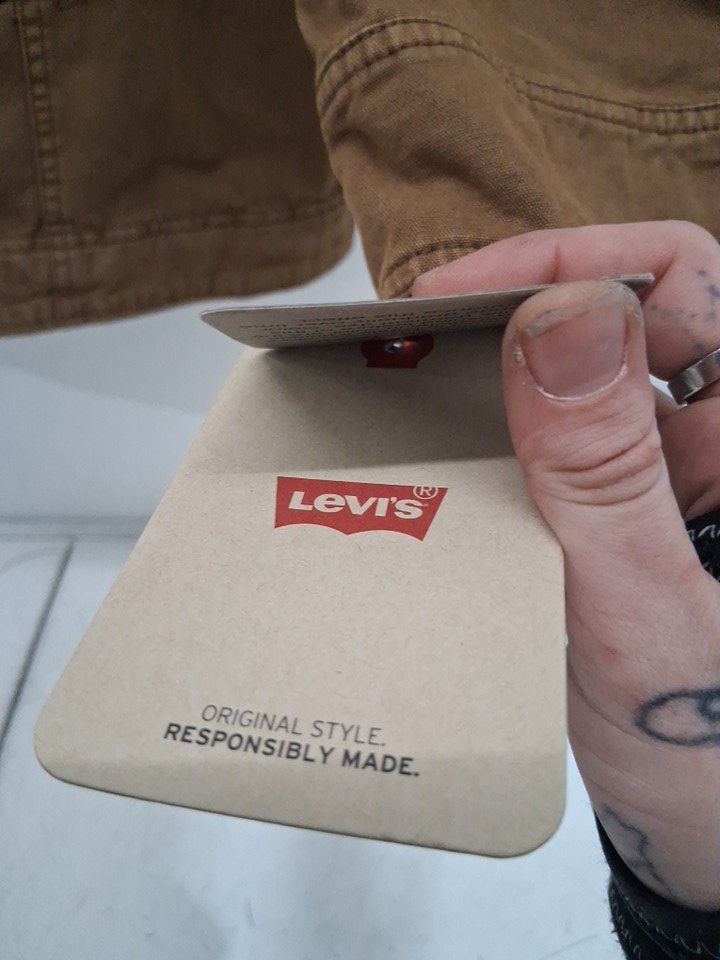 LEVI'S®
ORIGINAL STYLE.
RESPONSIBLY MADE.